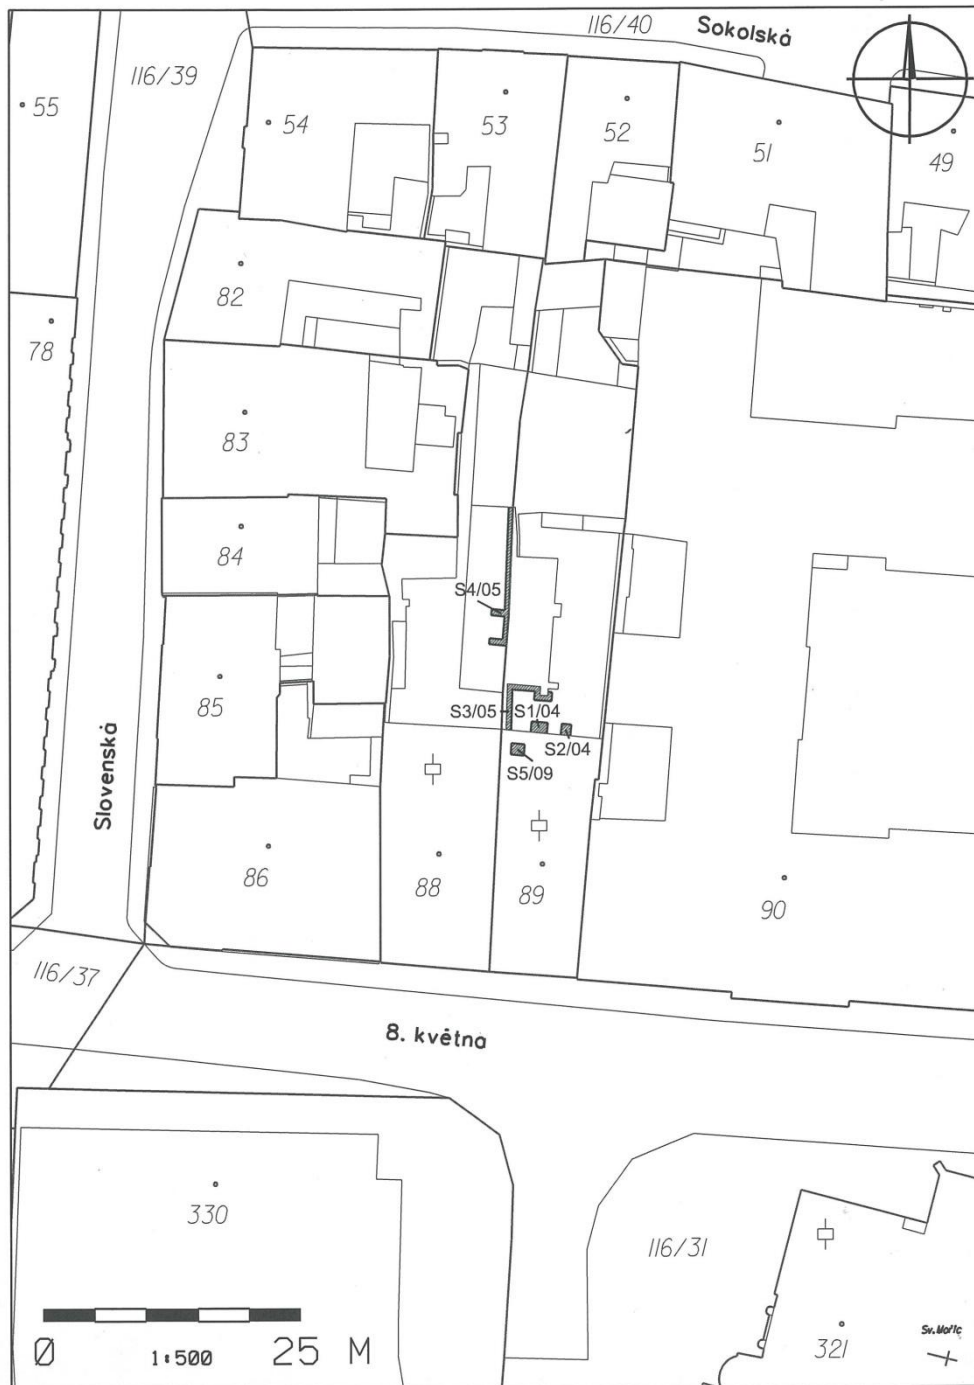 116/40
Sokolská
116/39
55
54
53
52
51
49
82
78
83
84
S4/05
85
S3/05
S1/04
S2/04
S5/09
Slovenská
86
88
89
90
116/37
8. května
330
116/31
321
Sv. Mořic
Ø
1:500
25 M